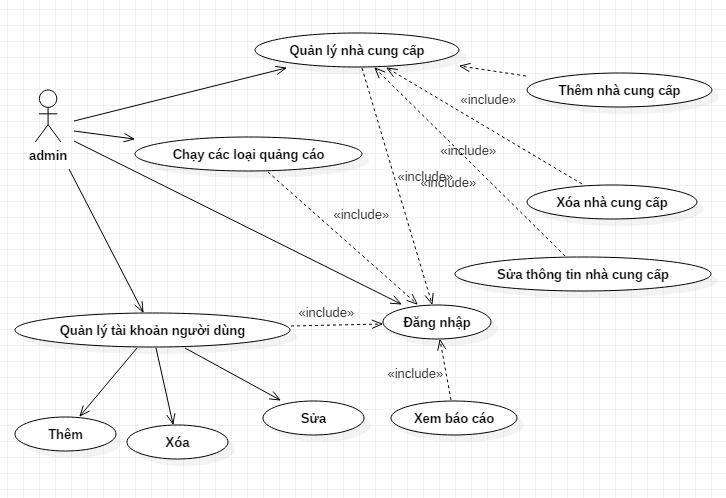 Quản lý nhà cung cấp
Thêm nhà cung cấp
«include»
admin
Chạy các loại quảng cáo
«include»
«include»
«include»
Xóa nhà cung cấp
«include»
Sửa thông tin nhà cung cấp
«include»
Quản lý tài khoản người dùng
Đăng nhập
«include»
Thêm
Xóa
Sửa
Xem báo cáo